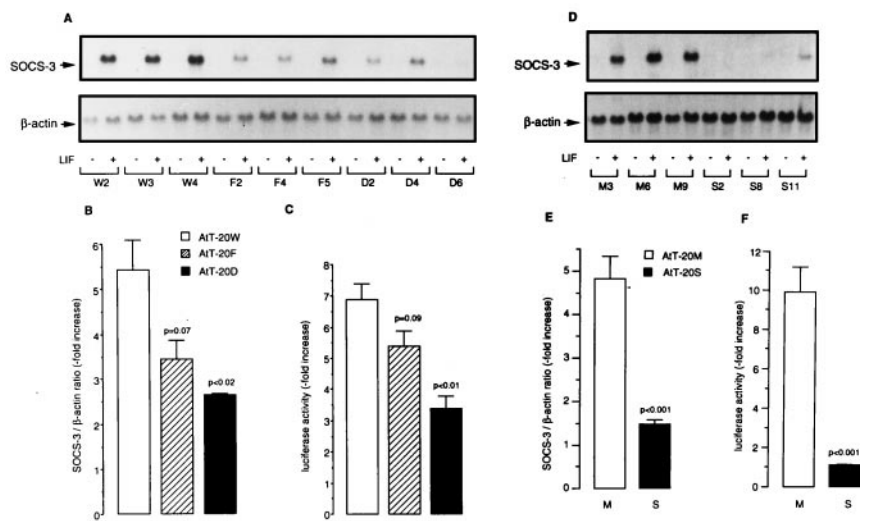 A
SOCS-3
β-actin
LIF - + - + - + - + - + - + - + - + - +
W2 W3 W4 F2 F4 F5 D2 D4 D6
D
SOCS-3
β-actin
LIF - + - + - + - + - + - +
M3 M6 M9 S2 S8 S11
B
AtT-20W
AtT-20F
AtT-20D
SOCS-3 / β-actin ratio (-fold increase)
6
5
4
3
2
1
0
p=0.07
p<0.02
C
luciferase activity (-fold increase)
8
7
6
5
4
3
2
1
0
p=0.09
p<0.01
E
AtT-20M
AtT-20S
SOCS-3 / β-actin ratio (-fold increase)
5
4
3
2
1
0
p<0.001
M S
F
luciferase activity (-fold increase)
12
10
8
6
4
2
0
p<0.001
M S